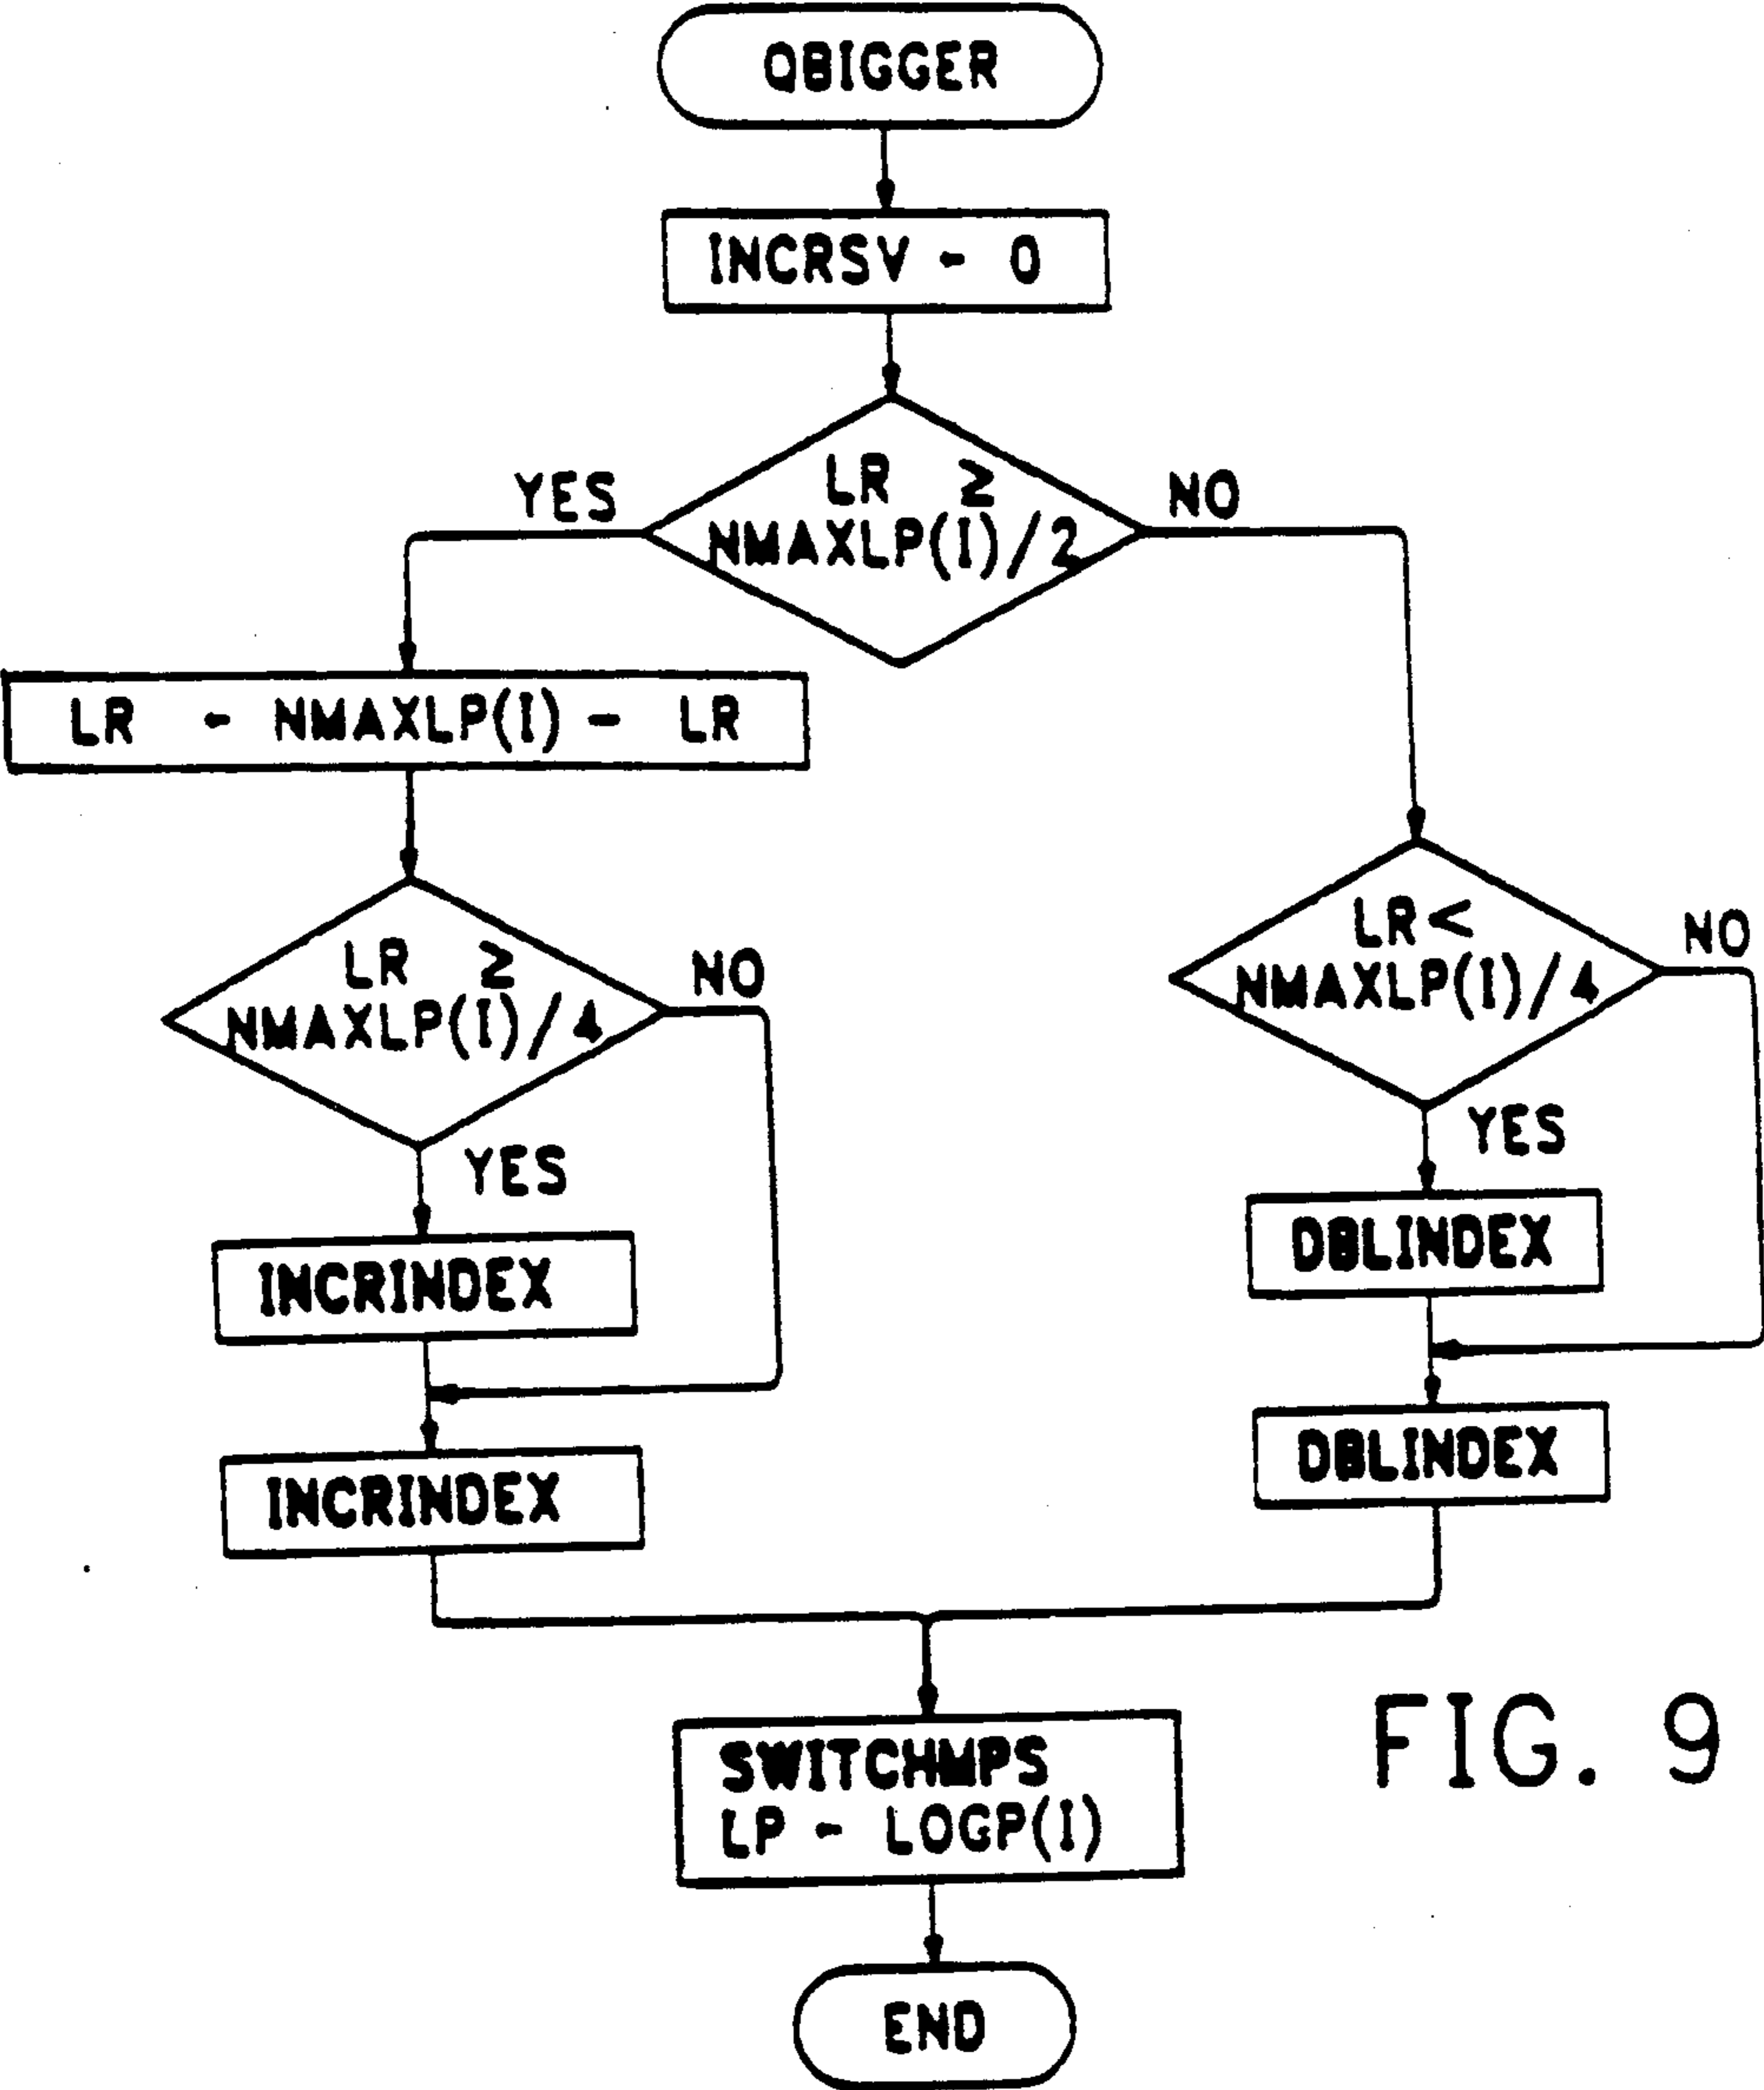 QBIGGER
INCRSV - 0
LR ≥
NMAXLP(I)/2
YES
NO
LR - NMAXLP(I) - LR
LR ≥
NMAXLP(I)/4
NO
YES
INCRINDEX
INCRINDEX
LR <
NMAXLP(I)/4
NO
YES
DBLINDEX
DBLINDEX
SWITCHMPS
LP - LOGP(I)
END
FIG. 9